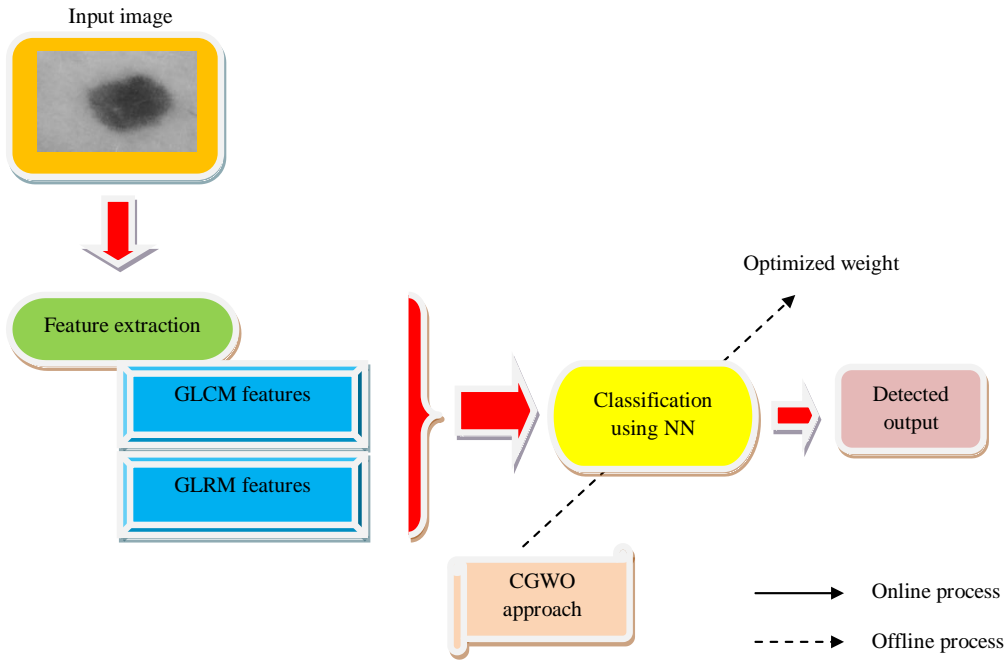 Input image
Optimized weight
Feature extraction
GLCM features
GLRM features
Classification
using NN
Detected
output
CGWO
approach
Online process
Offline process